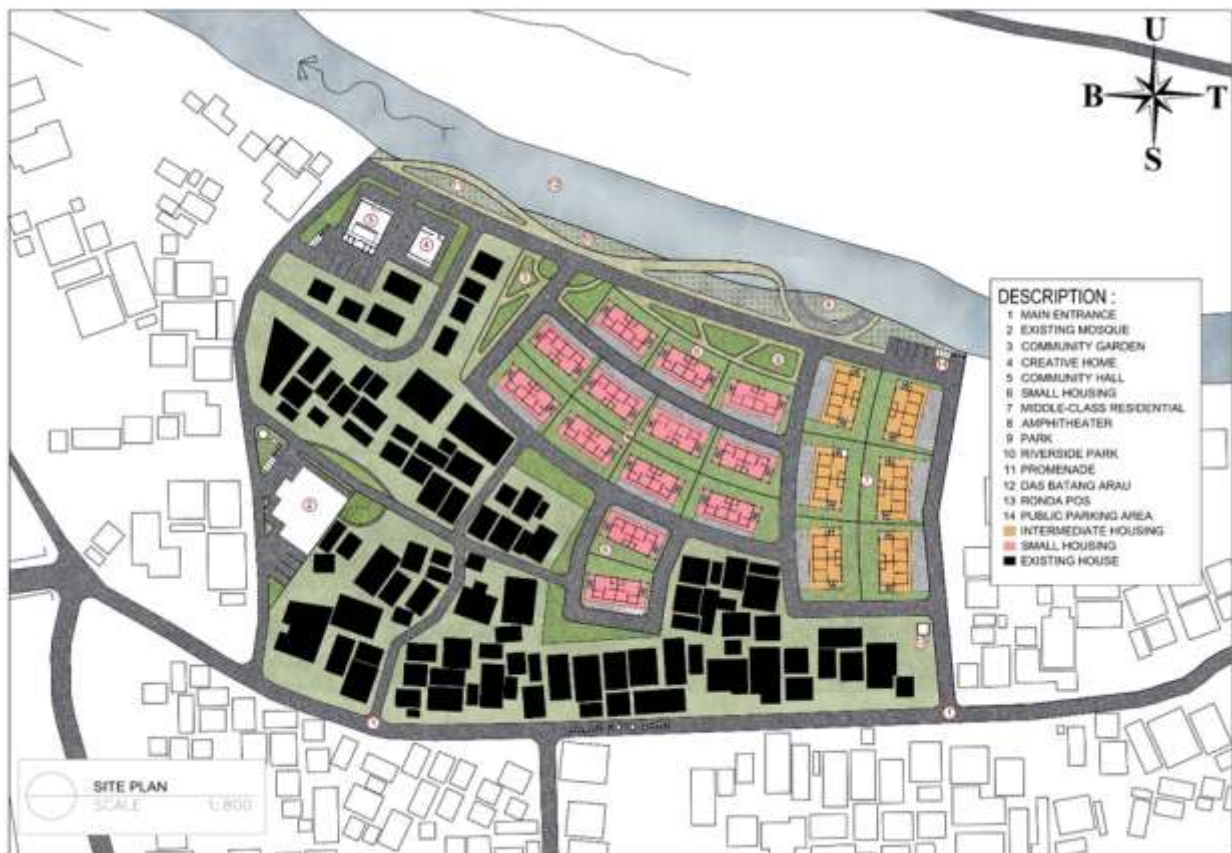 U
B T
S
DESCRIPTION :
1 MAIN ENTRANCE
2 EXISTING MOSQUE
3 COMMUNITY GARDEN
4 CREATIVE HOME
5 COMMUNITY HALL
6 SMALL HOUSING
7 MIDDLE-CLASS RESIDENTIAL
8 AMPHITHEATER
9 PARK
10 RIVERSIDE PARK
11 PROMENADE
12 DAS BATANG ARAU
13 RONDA POS
14 PUBLIC PARKING AREA
INTERMEDIATE HOUSING
SMALL HOUSING
EXISTING HOUSE
SITE PLAN
SCALE 1:800